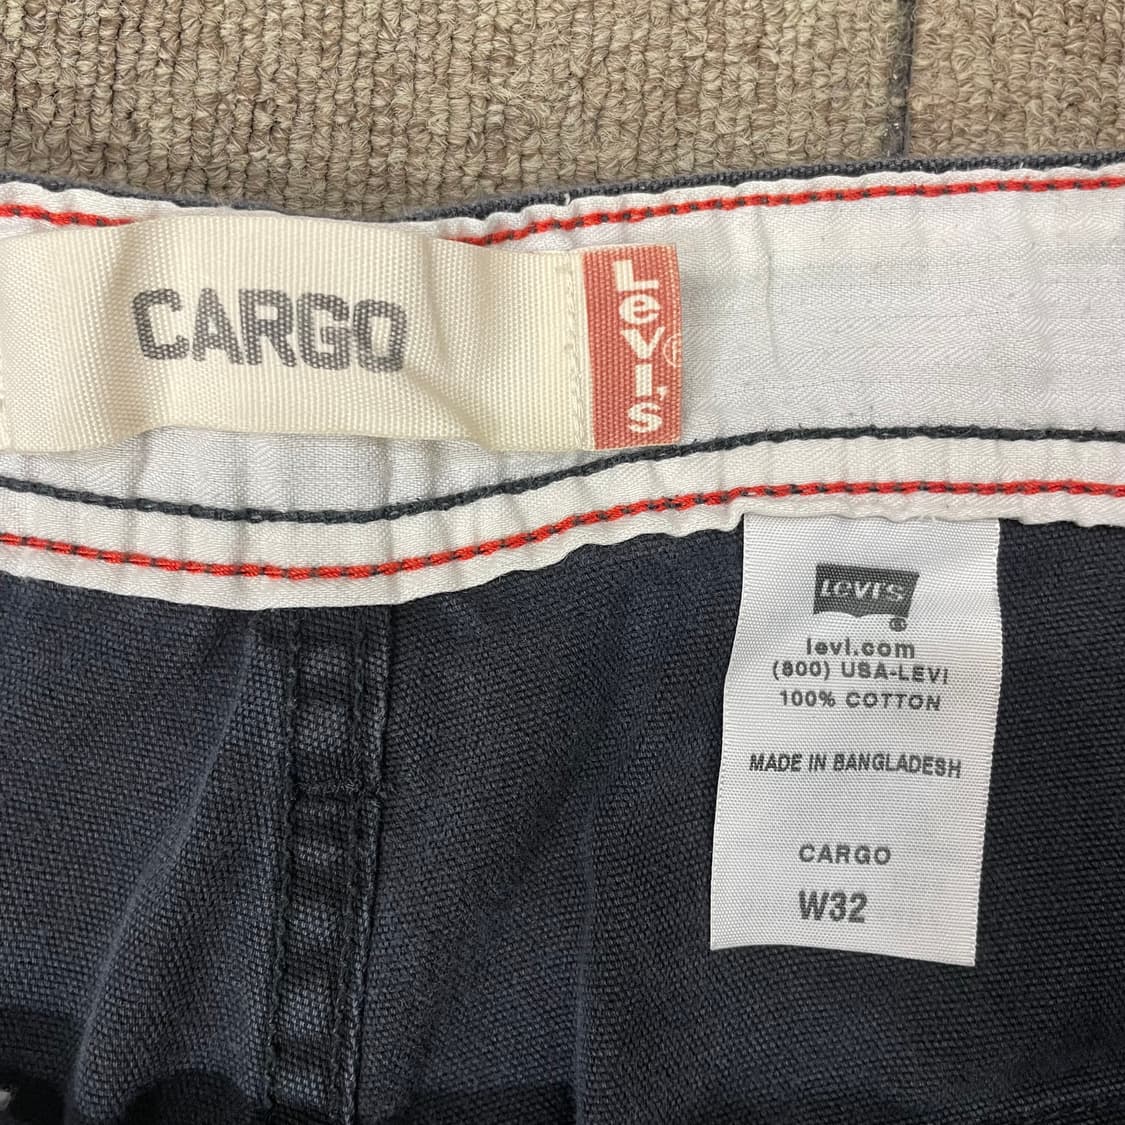 CARGO
Levi's
®
LEVI'S
®
levi.com
(800) USA-LEVI
100% COTTON
MADE IN BANGLADESH
CARGO
W32